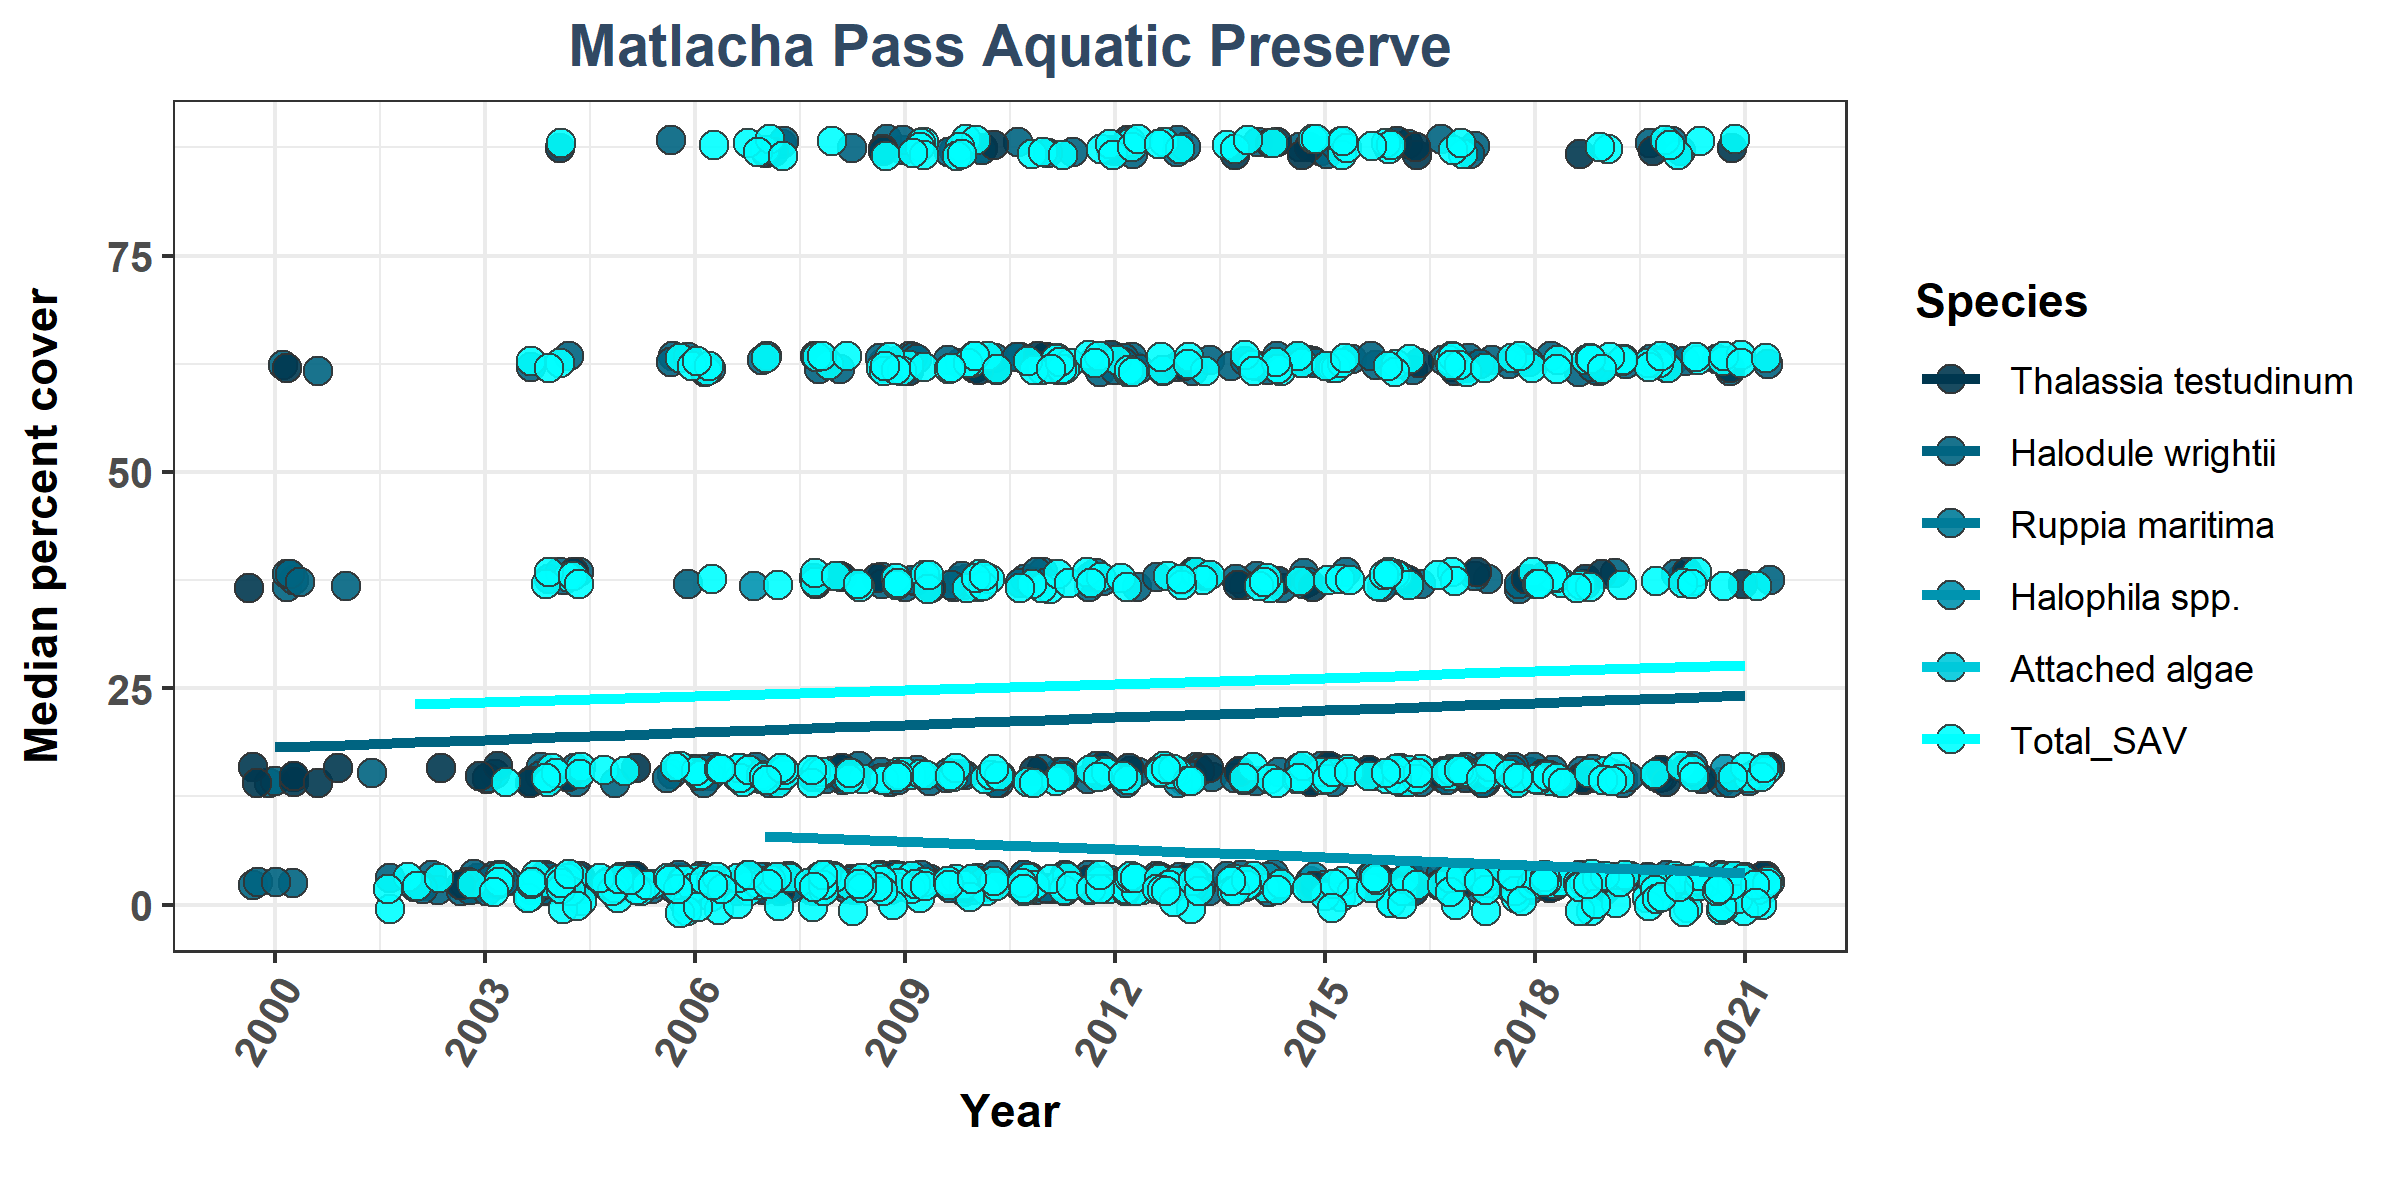 Matlacha Pass Aquatic Preserve
Median percent cover
75
50
25
0
2000
2003
2006
2009
2012
2015
2018
2021
Year
Species
Thalassia testudinum
Halodule wrightii
Ruppia maritima
Halophila spp.
Attached algae
Total_SAV